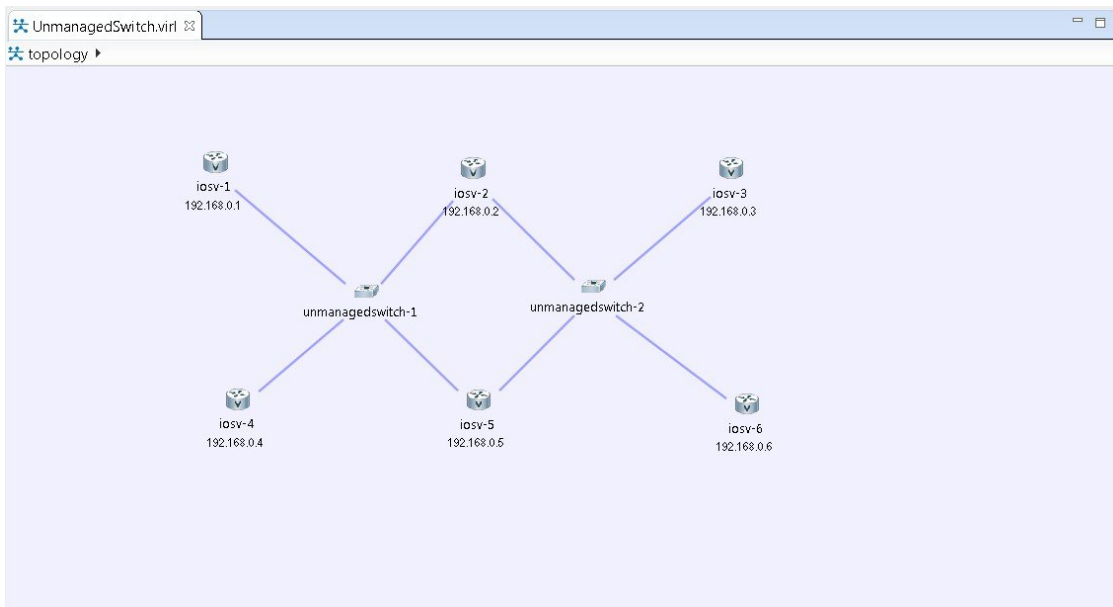 UnmanagedSwitch.virl
topology
iosv-1
192.168.0.1
iosv-2
192.168.0.2
iosv-3
192.168.0.3
unmanagedswitch-1
unmanagedswitch-2
iosv-4
192.168.0.4
iosv-5
192.168.0.5
iosv-6
192.168.0.6